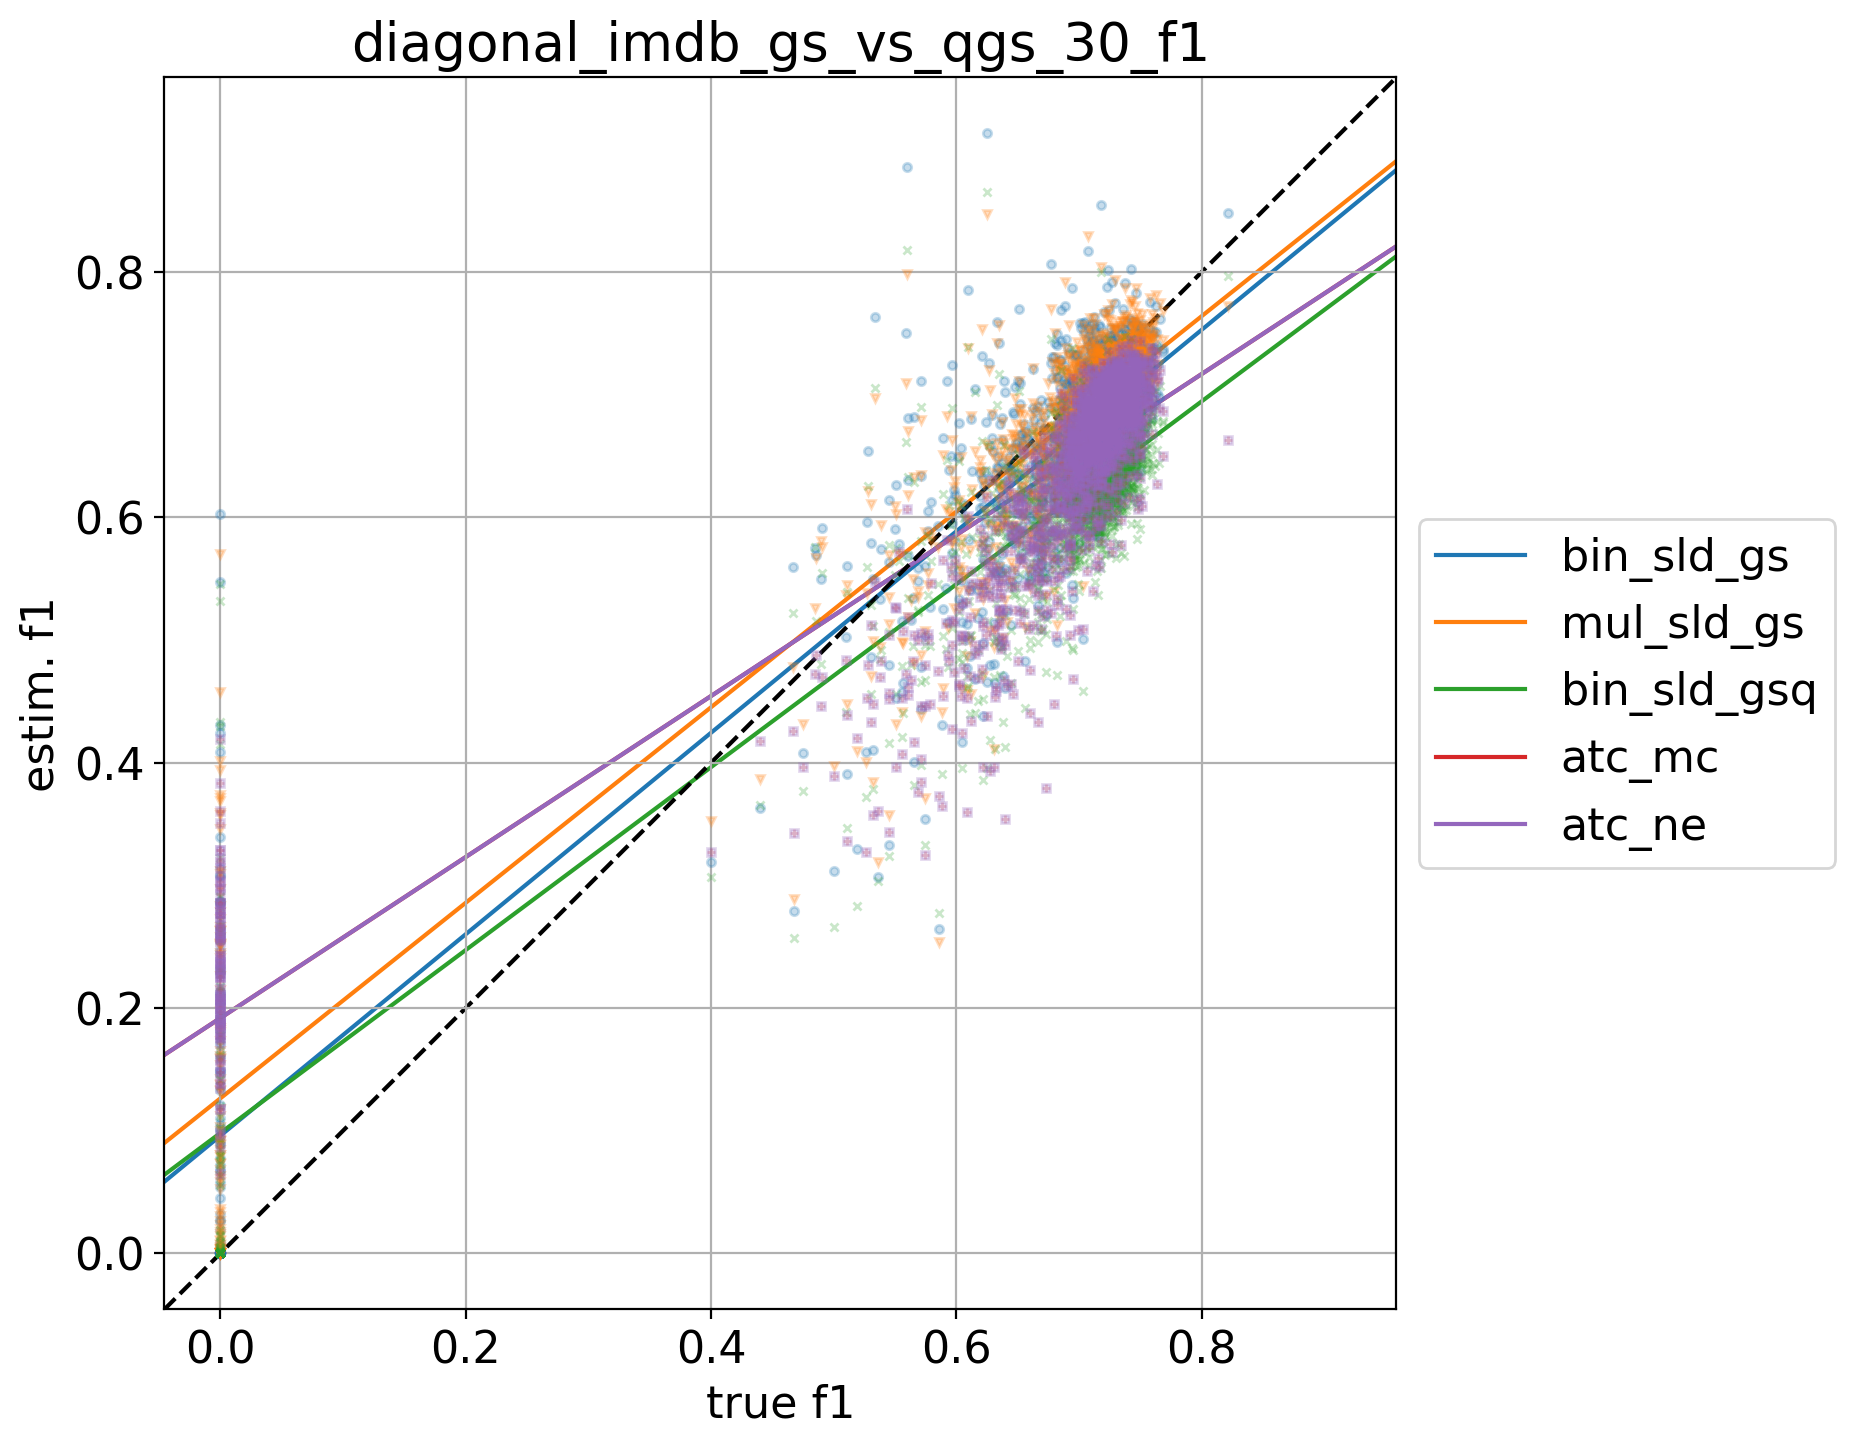 diagonal_imdb_gs_vs_qgs_30_f1
estim. f1
0.8
0.6
0.4
0.2
0.0
0.0 0.2 0.4 0.6 0.8
true f1
bin_sld_gs
mul_sld_gs
bin_sld_gsq
atc_mc
atc_ne